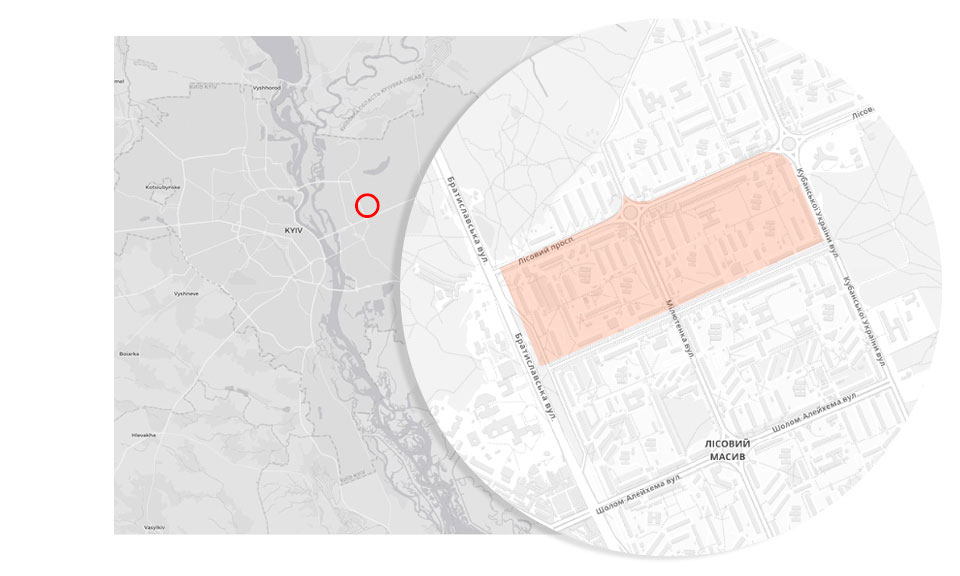 Vyshhorod
Kotsiubynske
KYIV
Vyshneve
Boiarka
Hlevakha
Vasylkiv
Лісов.
Братиславська вул.
Лісовий просп.
Кубанської України вул.
Мілютенка вул.
Кубанської України вул.
Братиславська вул.
Шолом-Алейхема вул.
ЛІСОВИЙ
МАСИВ
Шолом-Алейхема вул.